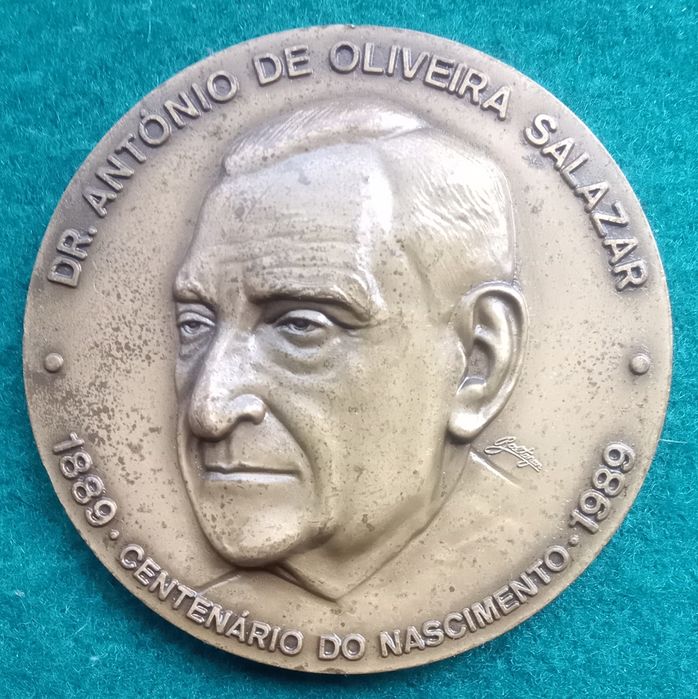 DR. ANTÓNIO DE OLIVEIRA SALAZAR
1889 · CENTENÁRIO DO NASCIMENTO · 1989